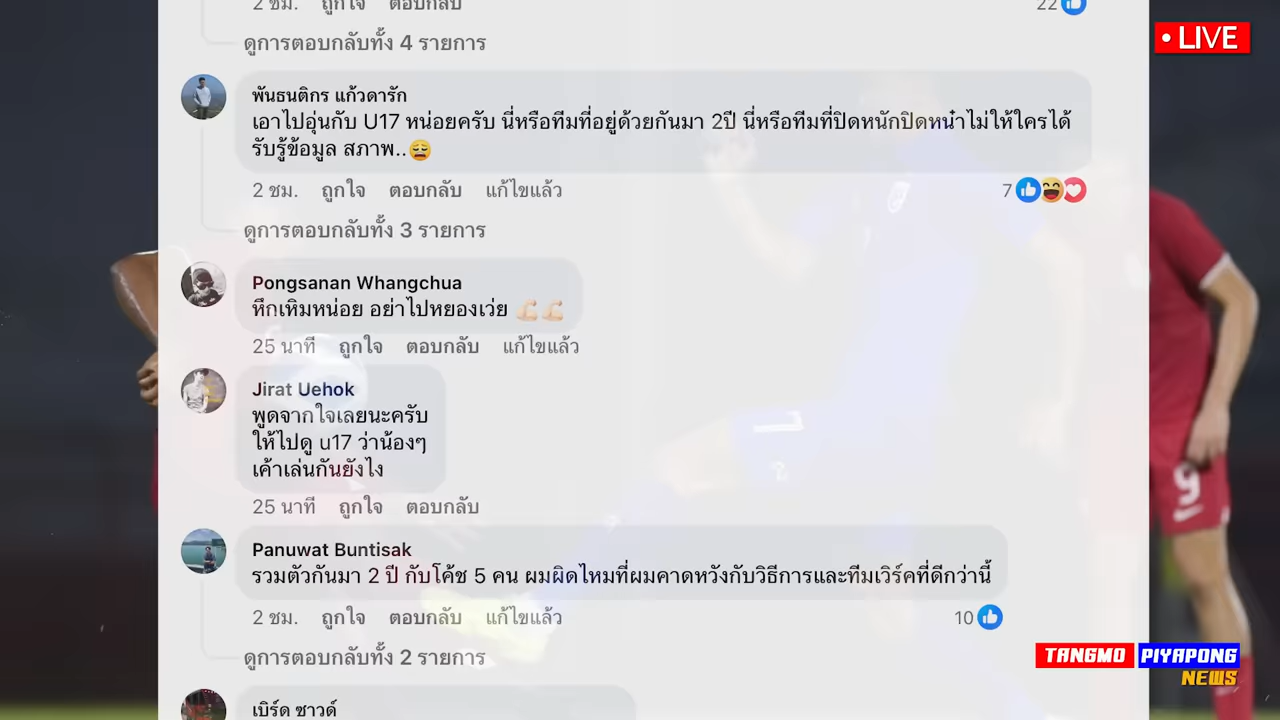 2 ชม. ถูกใจ ตอบกลับ 22
ดูการตอบกลับทั้ง 4 รายการ
• LIVE
พันธนติกร แก้วดารัก
เอาไปอุ่นกับ U17 หน่อยครับ นี่หรือทีมที่อยู่ด้วยกันมา 2ปี นี่หรือทีมที่ปิดหนักปิดหนำไม่ให้ใครได้
รับรู้ข้อมูล สภาพ..😩
2 ชม. ถูกใจ ตอบกลับ แก้ไขแล้ว 7
ดูการตอบกลับทั้ง 3 รายการ
Pongsanan Whangchua
หึกเหิมหน่อย อย่าไปหยองเว่ย 💪🏻💪🏻
25 นาที ถูกใจ ตอบกลับ แก้ไขแล้ว
Jirat Uehok
พูดจากใจเลยนะครับ
ให้ไปดู u17 ว่าน้องๆ
เค้าเล่นกันยังไง
25 นาที ถูกใจ ตอบกลับ
Panuwat Buntisak
รวมตัวกันมา 2 ปี กับโค้ช 5 คน ผมผิดไหมที่ผมคาดหวังกับวิธีการและทีมเวิร์คที่ดีกว่านี้
2 ชม. ถูกใจ ตอบกลับ แก้ไขแล้ว 10
ดูการตอบกลับทั้ง 2 รายการ
เบิร์ด ซาวด์
9
TANGMO PIYAPONG
NEWS